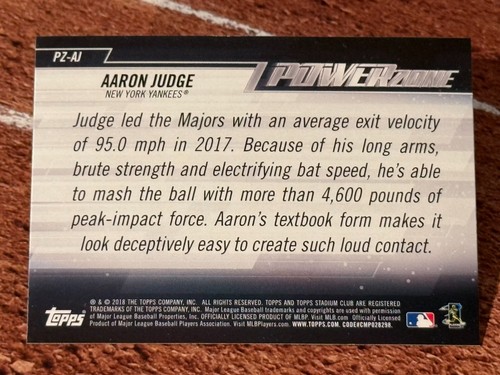 PZ-AJ
AARON JUDGE
NEW YORK YANKEES®
POWER ZONE
Judge led the Majors with an average exit velocity
of 95.0 mph in 2017. Because of his long arms,
brute strength and electrifying bat speed, he's able
to mash the ball with more than 4,600 pounds of
peak-impact force. Aaron's textbook form makes it
look deceptively easy to create such loud contact.
Topps
® & © 2018 THE TOPPS COMPANY, INC. ALL RIGHTS RESERVED. TOPPS AND TOPPS STADIUM CLUB ARE REGISTERED
TRADEMARKS OF THE TOPPS COMPANY, INC. Major League Baseball trademarks and copyrights are used with permission
of Major League Baseball Properties, Inc. OFFICIALLY LICENSED PRODUCT OF MLBP. Visit MLB.com Officially Licensed
Product of Major League Baseball Players Association. Visit MLBPlayers.com. WWW.TOPPS.COM. CODE#CMP028298.